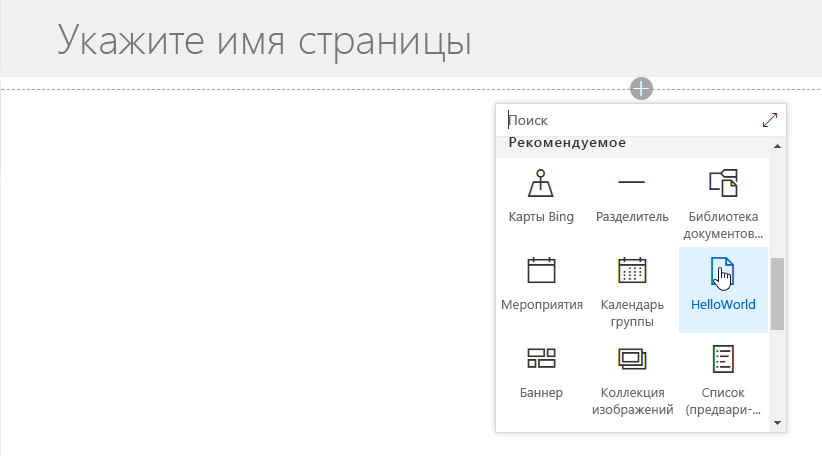 Укажите имя страницы
Поиск
Рекомендуемое
Карты Bing
Разделитель
Библиотека
документов...
Мероприятия
Календарь
группы
HelloWorld
Баннер
Коллекция
изображений
Список
(предвари-...